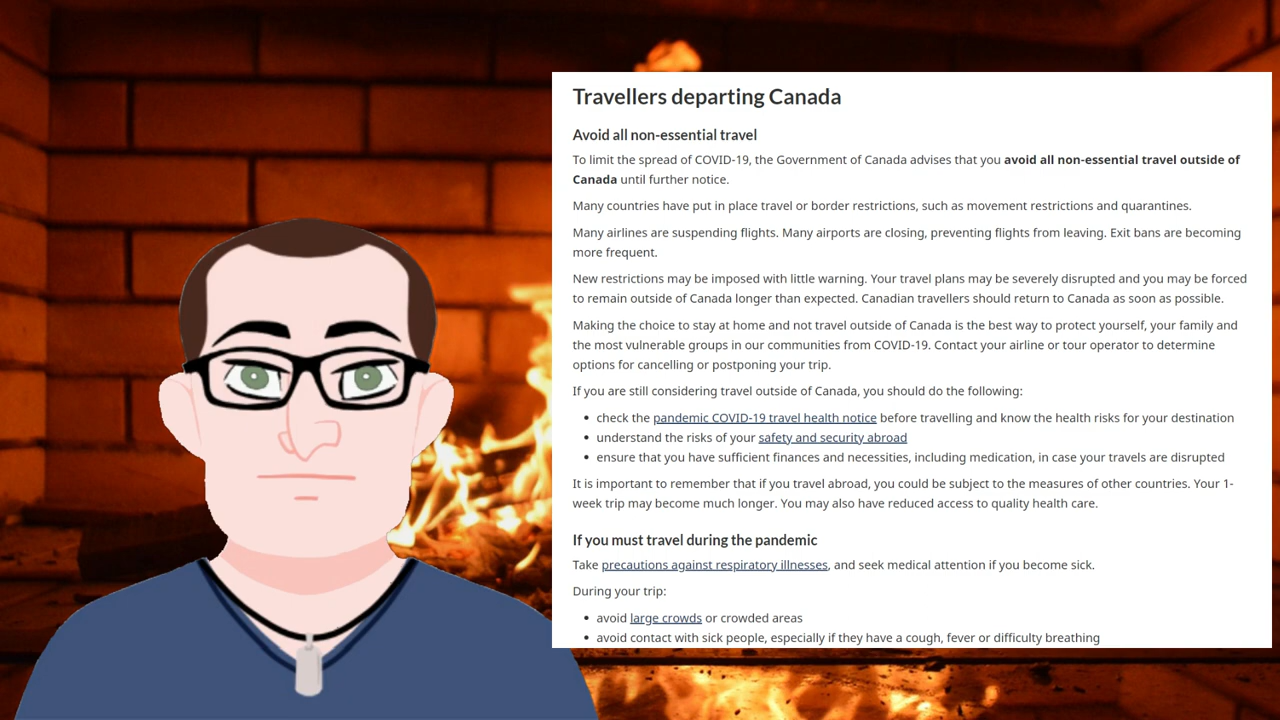 Travellers departing Canada
Avoid all non-essential travel
To limit the spread of COVID-19, the Government of Canada advises that you avoid all non-essential travel outside of
Canada until further notice.
Many countries have put in place travel or border restrictions, such as movement restrictions and quarantines.
Many airlines are suspending flights. Many airports are closing, preventing flights from leaving. Exit bans are becoming
more frequent.
New restrictions may be imposed with little warning. Your travel plans may be severely disrupted and you may be forced
to remain outside of Canada longer than expected. Canadian travellers should return to Canada as soon as possible.
Making the choice to stay at home and not travel outside of Canada is the best way to protect yourself, your family and
the most vulnerable groups in our communities from COVID-19. Contact your airline or tour operator to determine
options for cancelling or postponing your trip.
If you are still considering travel outside of Canada, you should do the following:
• check the pandemic COVID-19 travel health notice before travelling and know the health risks for your destination
• understand the risks of your safety and security abroad
• ensure that you have sufficient finances and necessities, including medication, in case your travels are disrupted
It is important to remember that if you travel abroad, you could be subject to the measures of other countries. Your 1-
week trip may become much longer. You may also have reduced access to quality health care.
If you must travel during the pandemic
Take precautions against respiratory illnesses, and seek medical attention if you become sick.
During your trip:
• avoid large crowds or crowded areas
• avoid contact with sick people, especially if they have a cough, fever or difficulty breathing